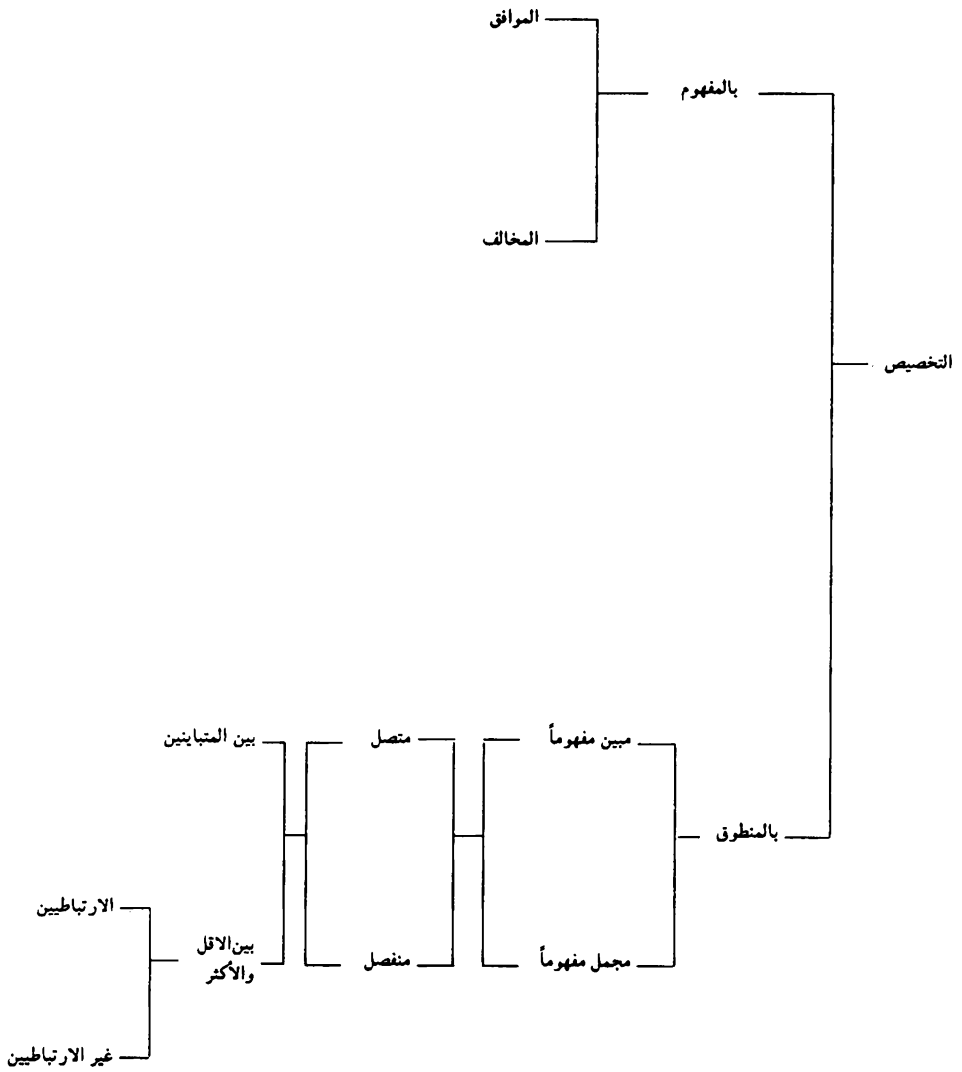 التخصيص
بالمفهوم
الموافق
المخالف
بالمنطوق
مبين مفهوماً
مجمل مفهوماً
متصل
منفصل
بين المتباينين
بين الاقل
والأكثر
الارتباطيين
غير الارتباطيين